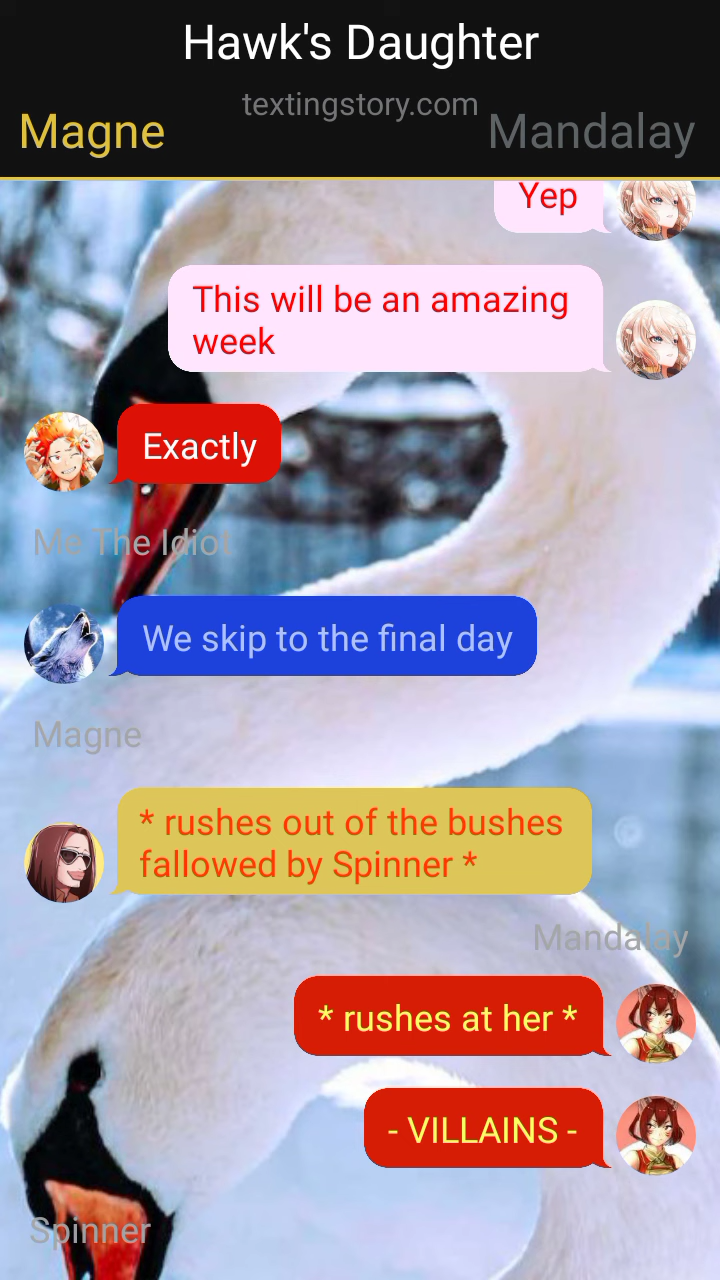 Hawk's Daughter
textingstory.com
Magne
Mandalay
Yep
This will be an amazing
week
Exactly
Me The Idiot
We skip to the final day
Magne
* rushes out of the bushes
fallowed by Spinner *
Mandalay
* rushes at her *
- VILLAINS -
Spinner